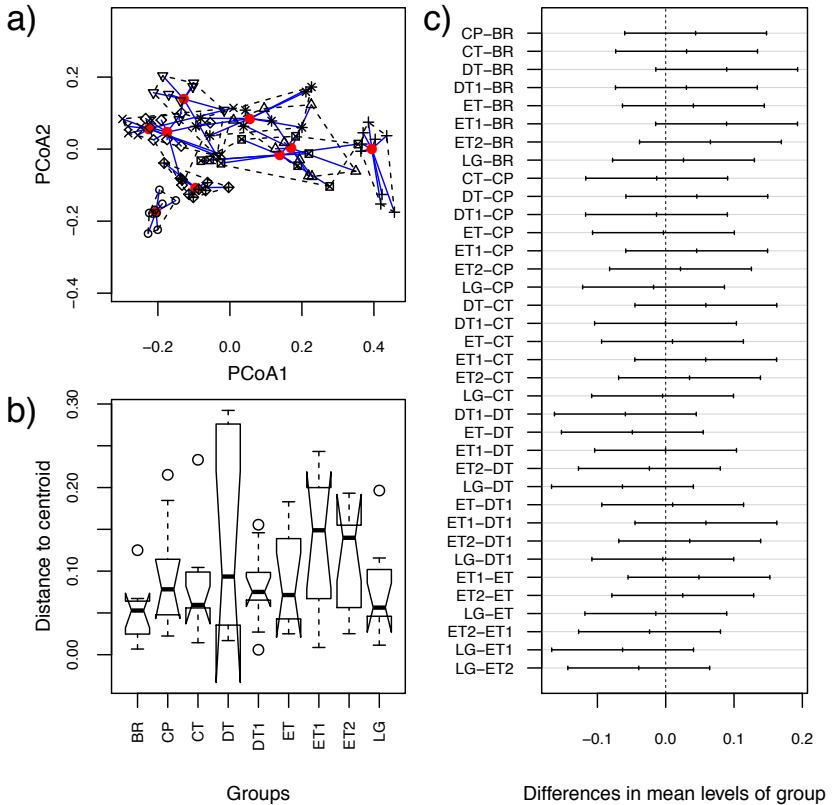 a)
0.2
0.0
−0.2
−0.4
PCoA2
−0.2
0.0
0.2
0.4
PCoA1
b)
0.30
0.20
0.10
0.00
Distance to centroid
BR
CP
CT
DT
DT1
ET
ET1
ET2
LG
Groups
c)
CP−BR
CT−BR
DT−BR
DT1−BR
ET−BR
ET1−BR
ET2−BR
LG−BR
CT−CP
DT−CP
DT1−CP
ET−CP
ET1−CP
ET2−CP
LG−CP
DT−CT
DT1−CT
ET−CT
ET1−CT
ET2−CT
LG−CT
DT1−DT
ET−DT
ET1−DT
ET2−DT
LG−DT
ET−DT1
ET1−DT1
ET2−DT1
LG−DT1
ET1−ET
ET2−ET
LG−ET
ET2−ET1
LG−ET1
LG−ET2
−0.1
0.0
0.1
0.2
Differences in mean levels of group